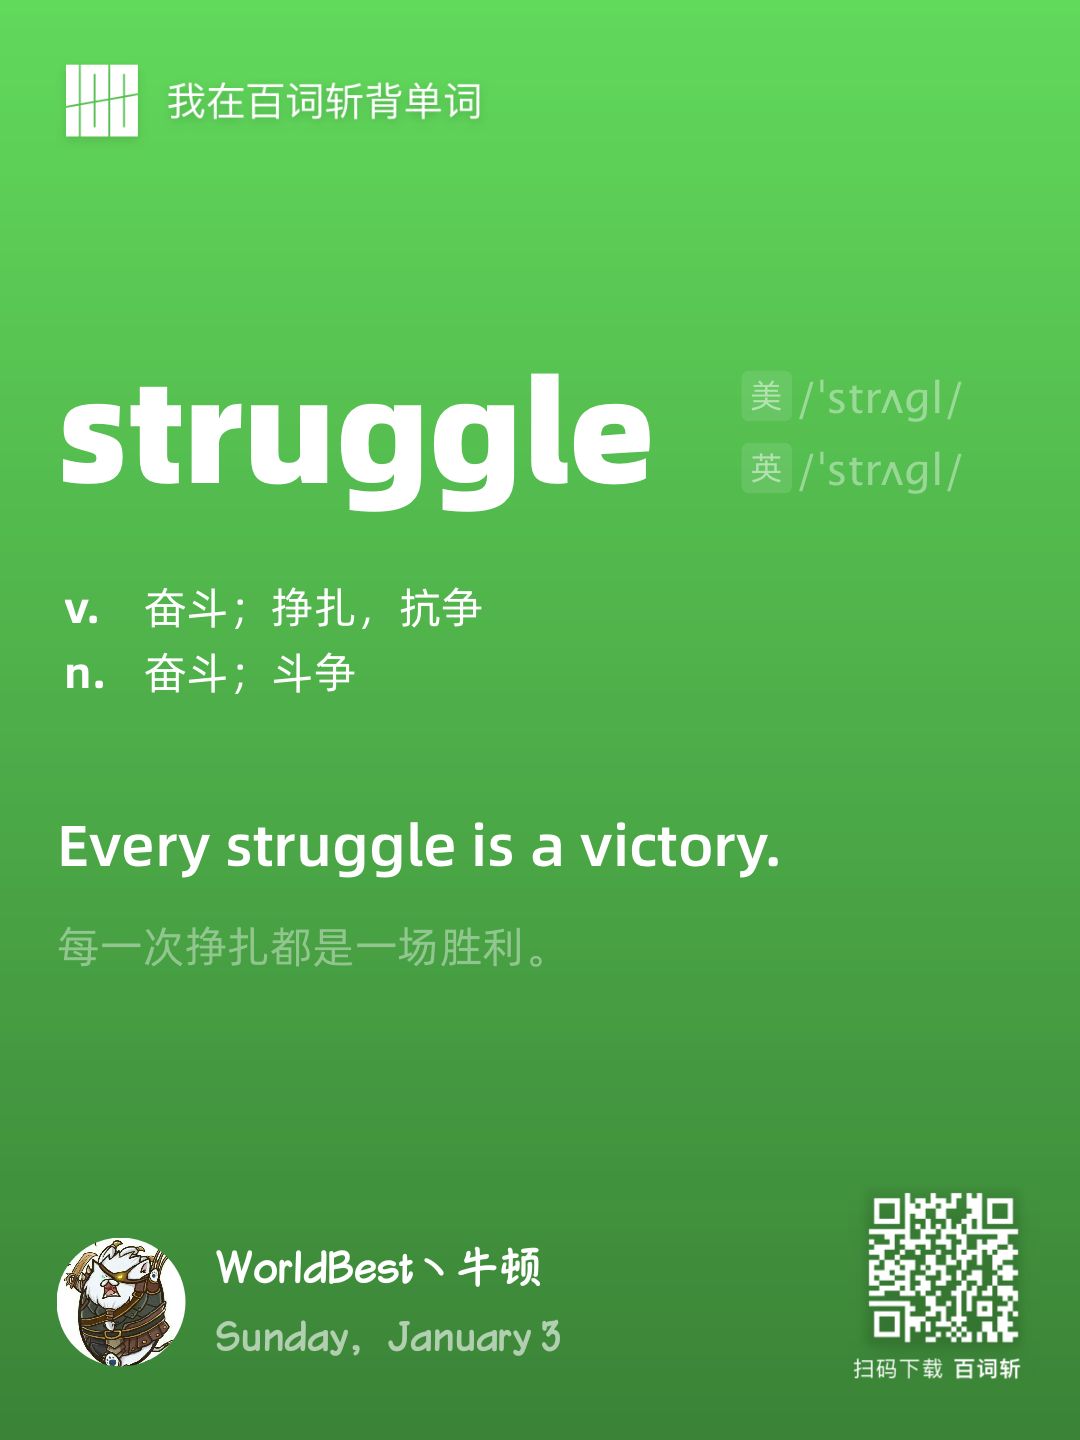 我在百词斩背单词
struggle
美 /ˈstrʌɡl/
英 /ˈstrʌɡl/
v. 奋斗；挣扎，抗争
n. 奋斗；斗争
Every struggle is a victory.
每一次挣扎都是一场胜利。
WorldBest丶牛顿
Sunday, January 3
扫码下载 百词斩